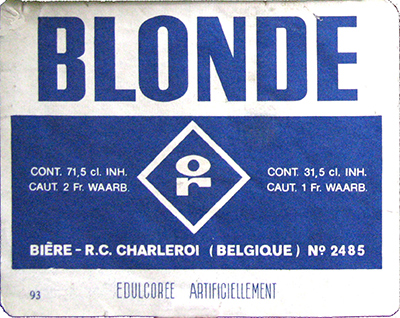 BLONDE
or
CONT. 71,5 cl. INH.
CAUT. 2 Fr. WAARB.
CONT. 31,5 cl. INH.
CAUT. 1 Fr. WAARB.
BIÈRE - R.C. CHARLEROI ( BELGIQUE ) Nº 2485
93
EDULCORÉE ARTIFICIELLEMENT